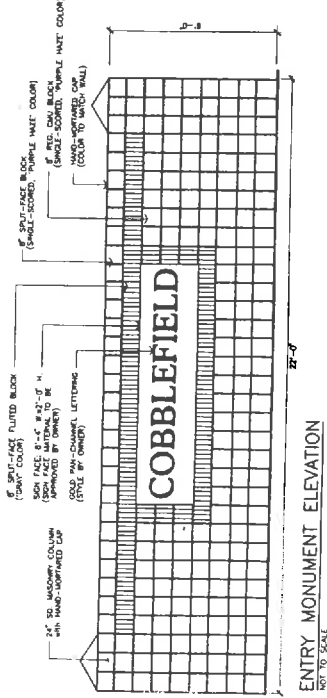 24" SQ. MASONRY COLUMN
with HAND-MORTARED CAP
8" SPLIT-FACE FLUTED BLOCK
("GRAY" COLOR)
SIGN FACE, 8'-4" W.x2'-0" H.
(SIGN FACE MATERIAL TO BE
APPROVED BY OWNER)
GOLD PAN-CHANNEL LETTERING
(STYLE BY OWNER)
8" SPLIT-FACE BLOCK
(SINGLE-SCORED, 'PURPLE HAZE' COLOR)
8" REG. CMU BLOCK
(SINGLE-SCORED, 'PURPLE HAZE' COLOR)
HAND-MORTARED CAP
(COLOR TO MATCH WALL)
COBBLEFIELD
22'-0"
ENTRY MONUMENT ELEVATION
NOT TO SCALE